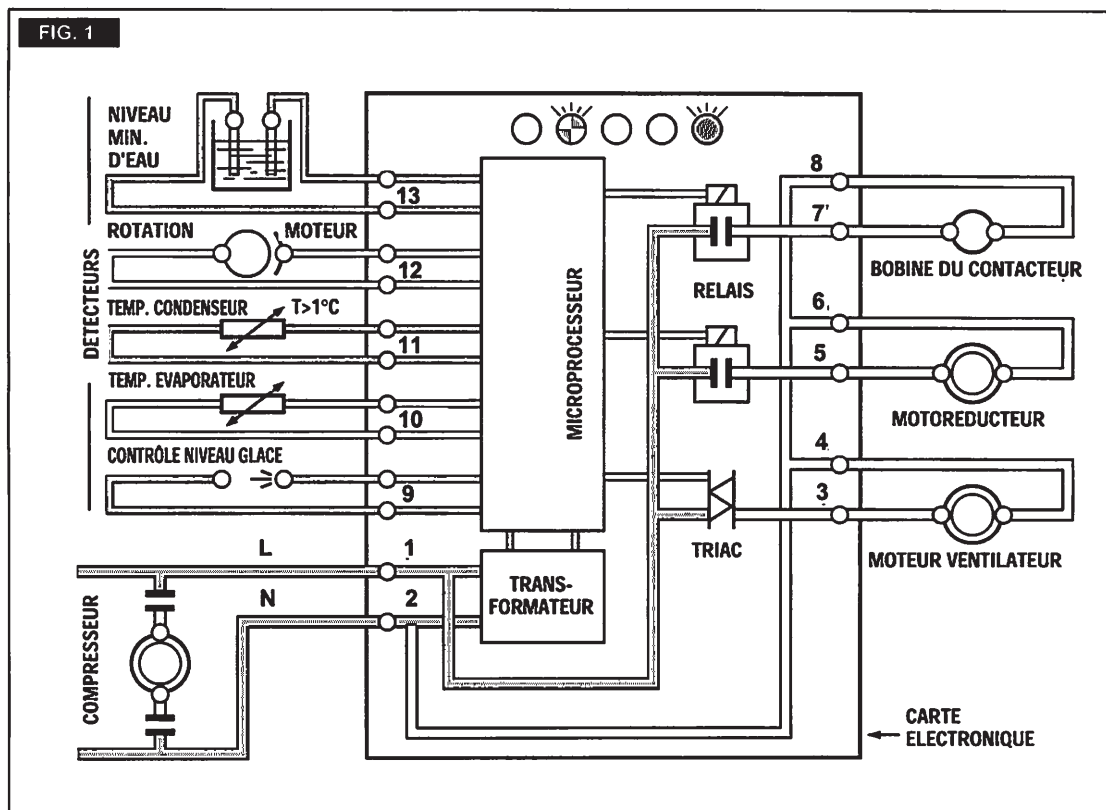 FIG. 1
NIVEAU
MIN.
D'EAU
13
ROTATION MOTEUR
12
TEMP. CONDENSEUR T>1°C
11
TEMP. EVAPORATEUR
10
CONTRÔLE NIVEAU GLACE
9
DETECTEURS
L 1
N 2
COMPRESSEUR
MICROPROCESSEUR
TRANS-
FORMATEUR
RELAIS
TRIAC
8
7'
BOBINE DU CONTACTEUR
6
5
MOTOREDUCTEUR
4
3
MOTEUR VENTILATEUR
CARTE
ELECTRONIQUE